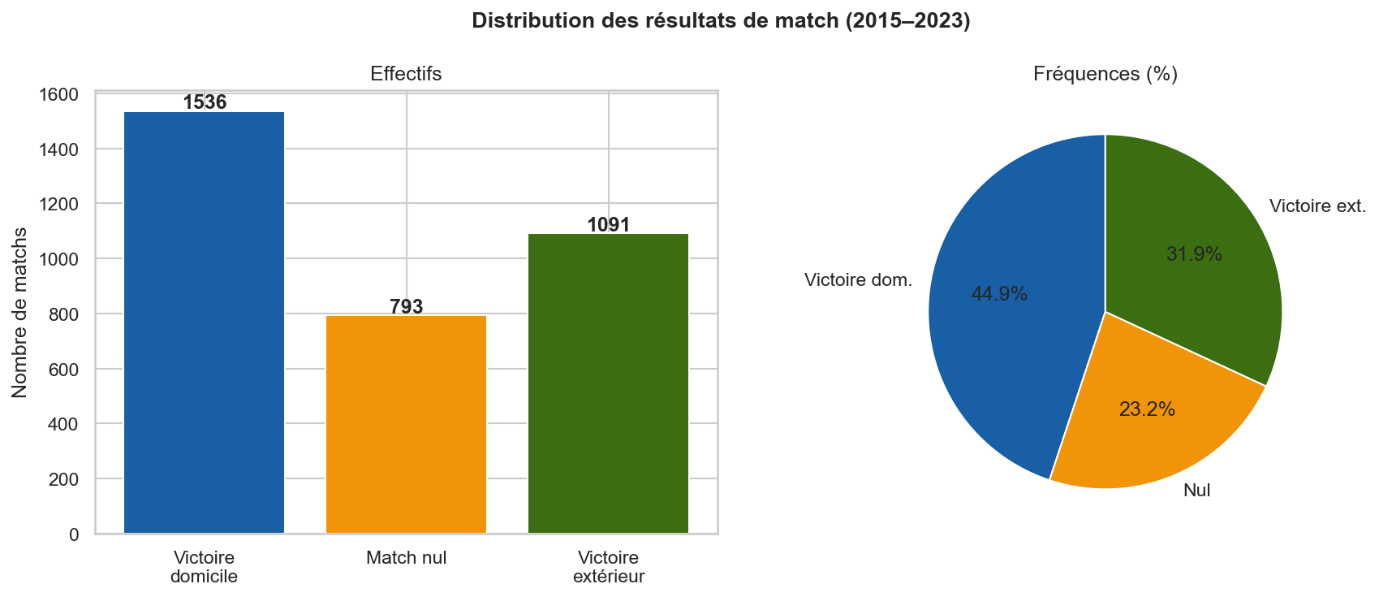 Distribution des résultats de match (2015–2023)
Effectifs
Nombre de matchs
1600
1400
1200
1000
800
600
400
200
0
1536
793
1091
Victoire
domicile
Match nul
Victoire
extérieur
Fréquences (%)
Victoire dom.
44.9%
Nul
23.2%
Victoire ext.
31.9%